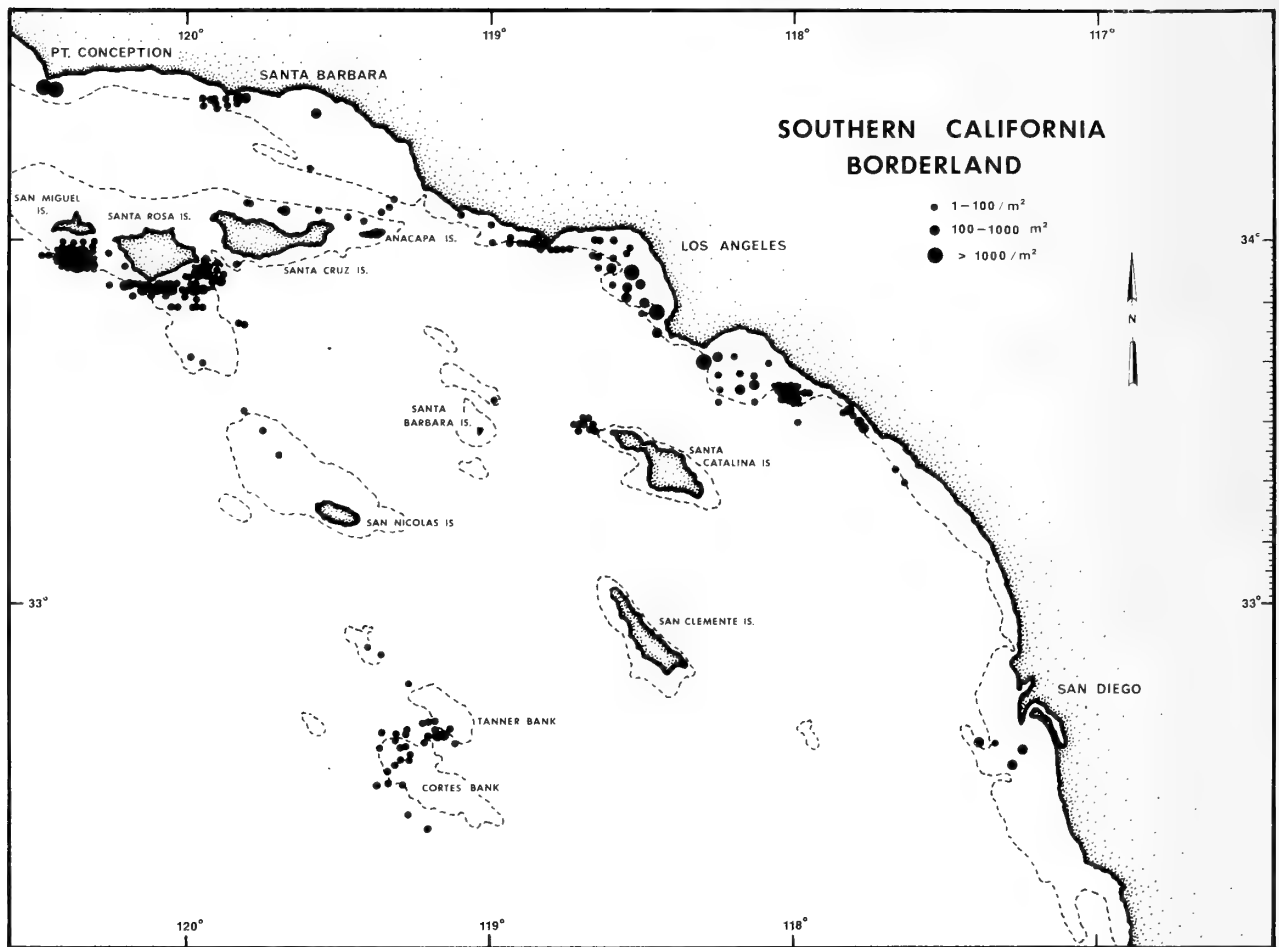 120°
119°
118°
117°
PT. CONCEPTION
SANTA BARBARA
SOUTHERN CALIFORNIA
BORDERLAND
1–100 / m²
100–1000 m²
> 1000 / m²
SAN MIGUEL
IS.
SANTA ROSA IS.
ANACAPA IS.
SANTA CRUZ IS.
LOS ANGELES
34°
N
SANTA
BARBARA IS.
SANTA
CATALINA IS
SAN NICOLAS IS
33°
33°
SAN CLEMENTE IS.
SAN DIEGO
TANNER BANK
CORTES BANK
120°
119°
118°